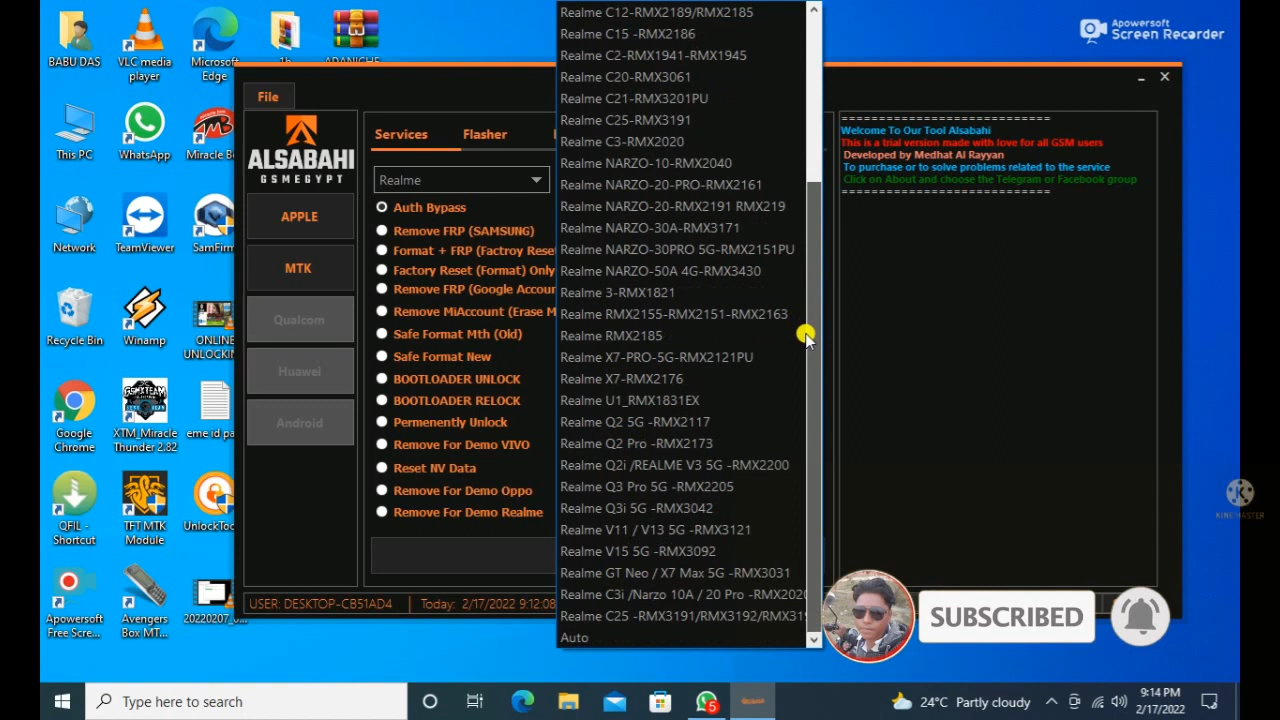 BABU DAS
VLC media
player
Microsoft
Edge
This PC
WhatsApp
Network
TeamViewer
SamFirm
Recycle Bin
Winamp
ONLINE
UNLOCKIN
Google
Chrome
XTM_Miracle
Thunder 2.82
eme id pa
QFIL -
Shortcut
TFT MTK
Module
UnlockToo
Apowersoft
Free Scre...
Avengers
Box MT...
20220207_0...
File
ALSABAHI
GSMEGYPT
APPLE
MTK
Qualcom
Huawei
Android
Services
Flasher
Realme
Auth Bypass
Remove FRP (SAMSUNG)
Format + FRP (Factroy Rese
Factory Reset (Format) Only
Remove FRP (Google Accour
Remove MiAccount (Erase M
Safe Format Mth (Old)
Safe Format New
BOOTLOADER UNLOCK
BOOTLOADER RELOCK
Permenently Unlock
Remove For Demo VIVO
Reset NV Data
Remove For Demo Oppo
Remove For Demo Realme
USER: DESKTOP-CB51AD4
Today: 2/17/2022 9:12:08
Realme C12-RMX2189/RMX2185
Realme C15 -RMX2186
Realme C2-RMX1941-RMX1945
Realme C20-RMX3061
Realme C21-RMX3201PU
Realme C25-RMX3191
Realme C3-RMX2020
Realme NARZO-10-RMX2040
Realme NARZO-20-PRO-RMX2161
Realme NARZO-20-RMX2191 RMX219
Realme NARZO-30A-RMX3171
Realme NARZO-30PRO 5G-RMX2151PU
Realme NARZO-50A 4G-RMX3430
Realme 3-RMX1821
Realme RMX2155-RMX2151-RMX2163
Realme RMX2185
Realme X7-PRO-5G-RMX2121PU
Realme X7-RMX2176
Realme U1_RMX1831EX
Realme Q2 5G -RMX2117
Realme Q2 Pro -RMX2173
Realme Q2i /REALME V3 5G -RMX2200
Realme Q3 Pro 5G -RMX2205
Realme Q3i 5G -RMX3042
Realme V11 / V13 5G -RMX3121
Realme V15 5G -RMX3092
Realme GT Neo / X7 Max 5G -RMX3031
Realme C3i /Narzo 10A / 20 Pro -RMX202
Realme C25 -RMX3191/RMX3192/RMX319
Auto
Apowersoft
Screen Recorder
Welcome To Our Tool Alsabahi
This is a trial version made with love for all GSM users
Developed by Medhat Al Rayyan
To purchase or to solve problems related to the service
Click on About and choose the Telegram or Facebook group
KINEMASTER
SUBSCRIBED
Type here to search
5
24°C Partly cloudy
9:14 PM
2/17/2022